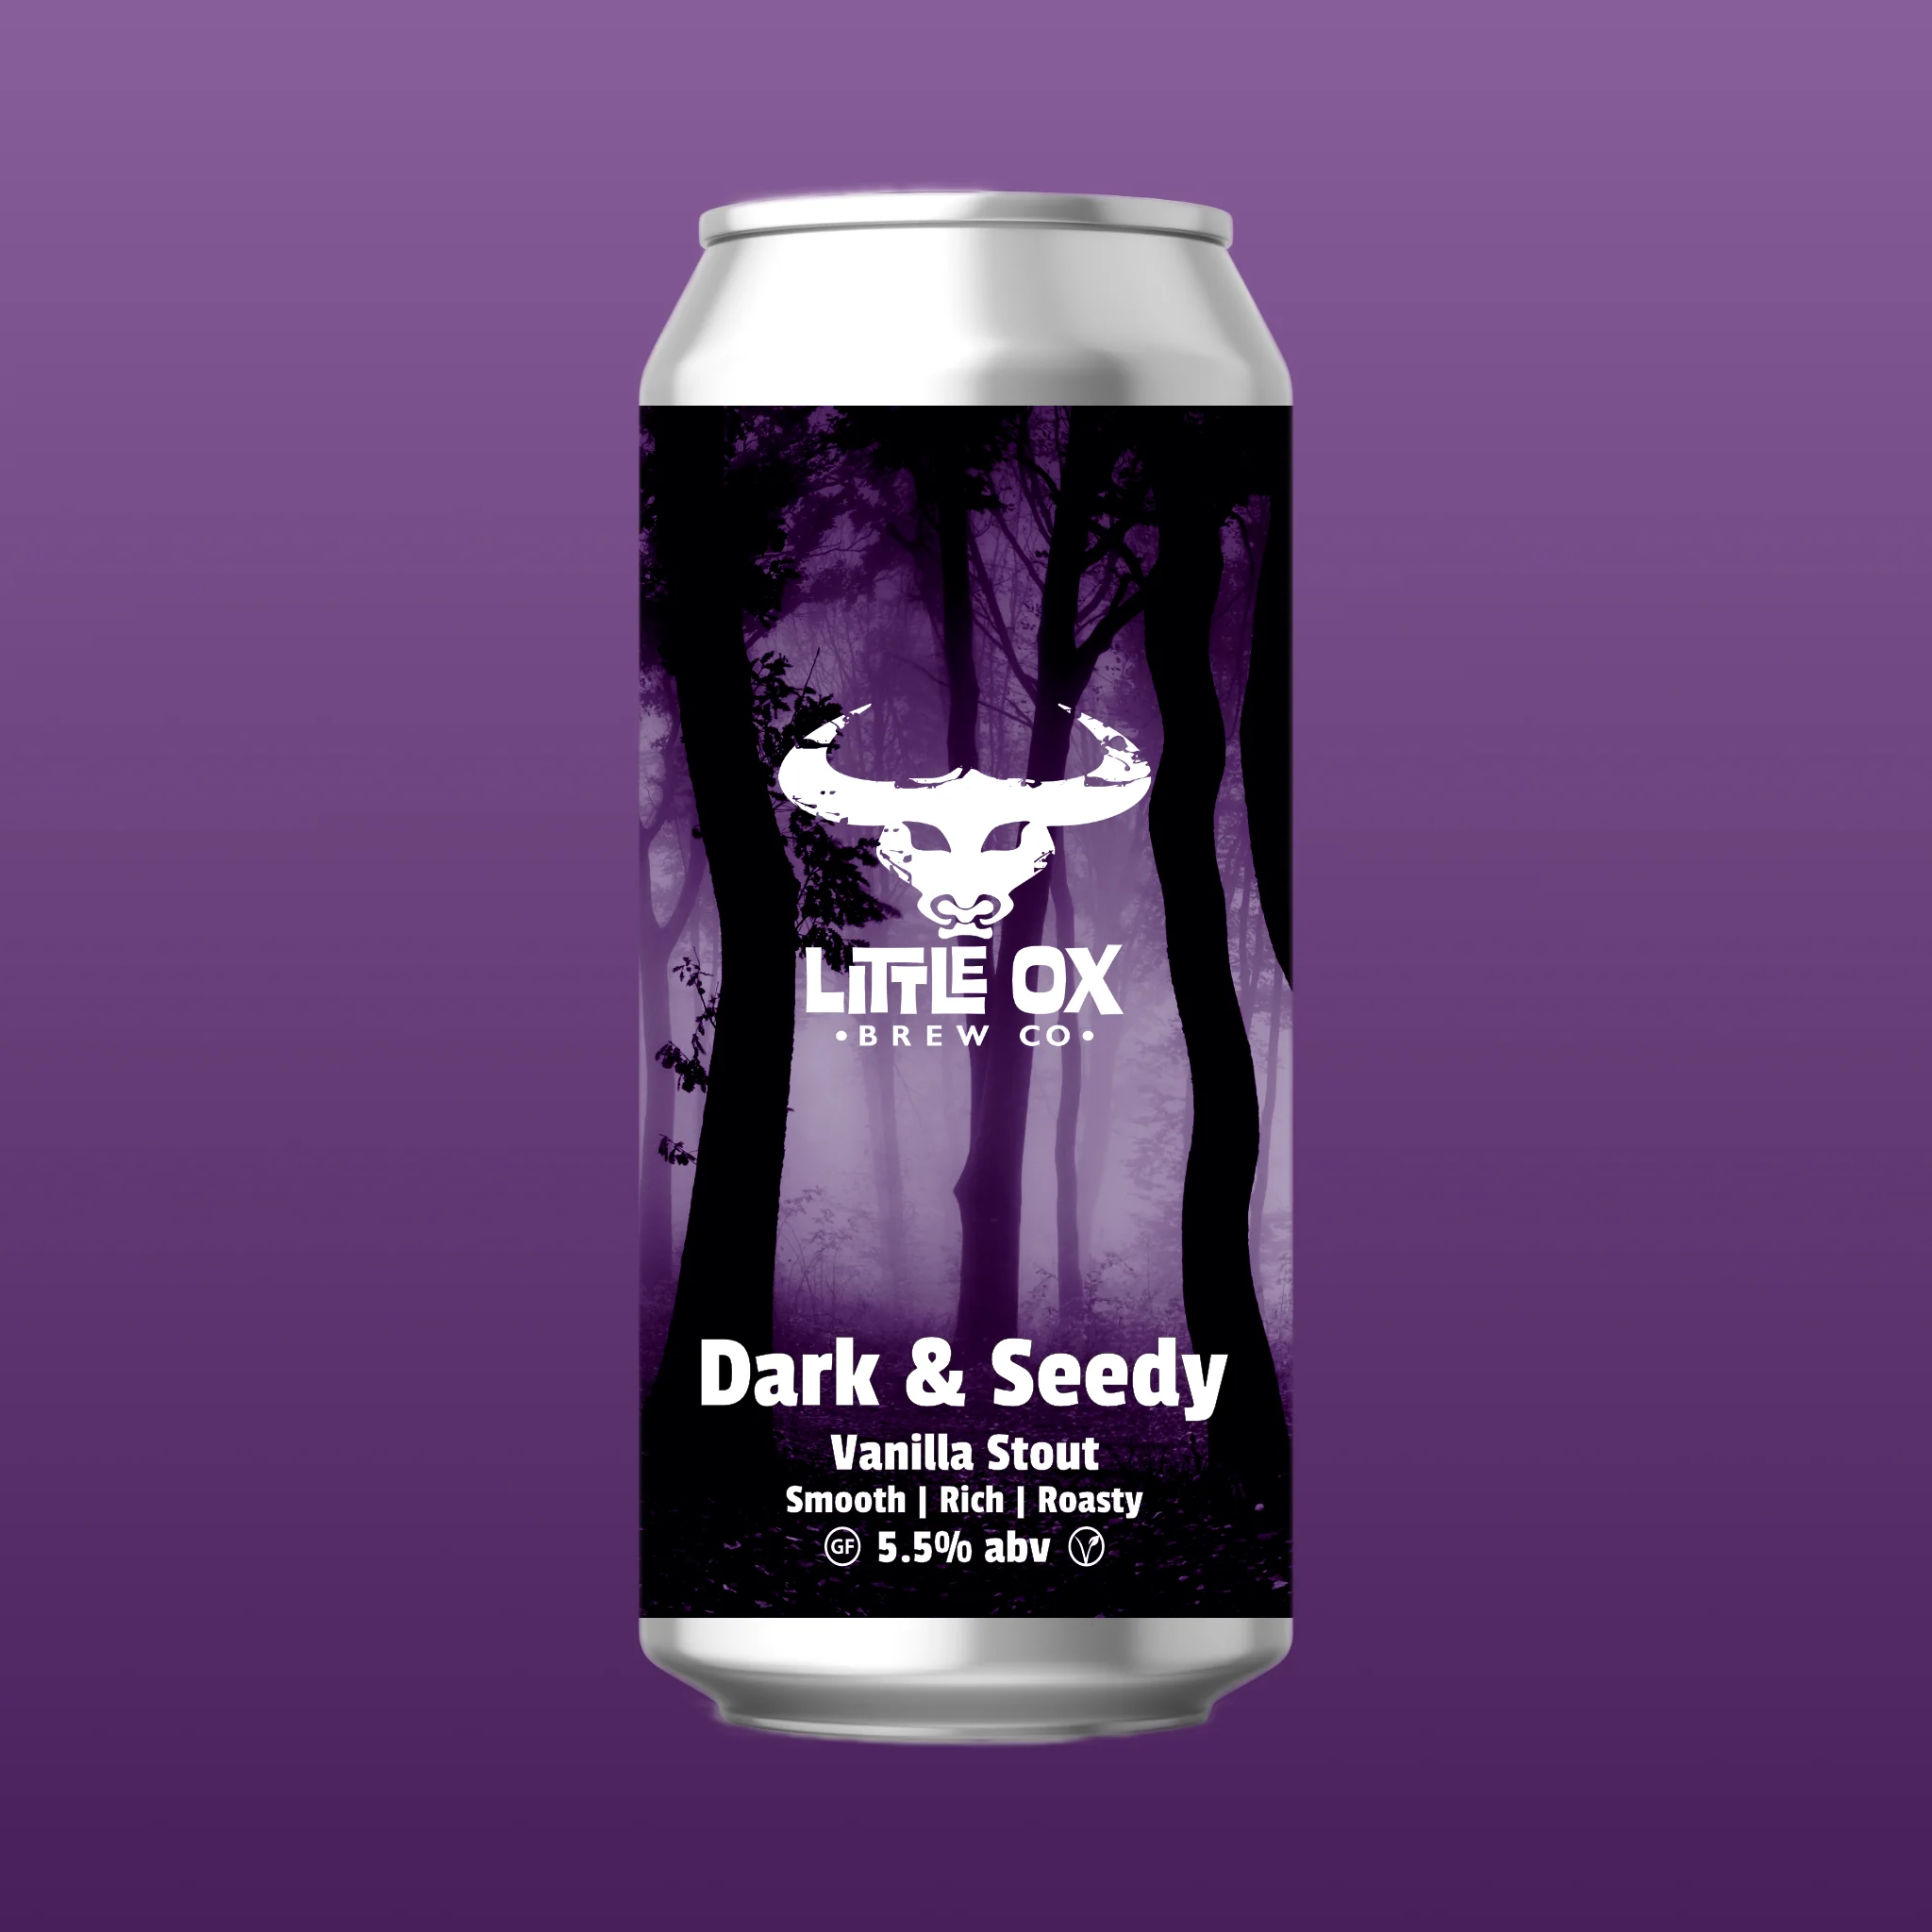 LITTLE OX
•BREW CO•
Dark & Seedy
Vanilla Stout
Smooth | Rich | Roasty
GF 5.5% abv V